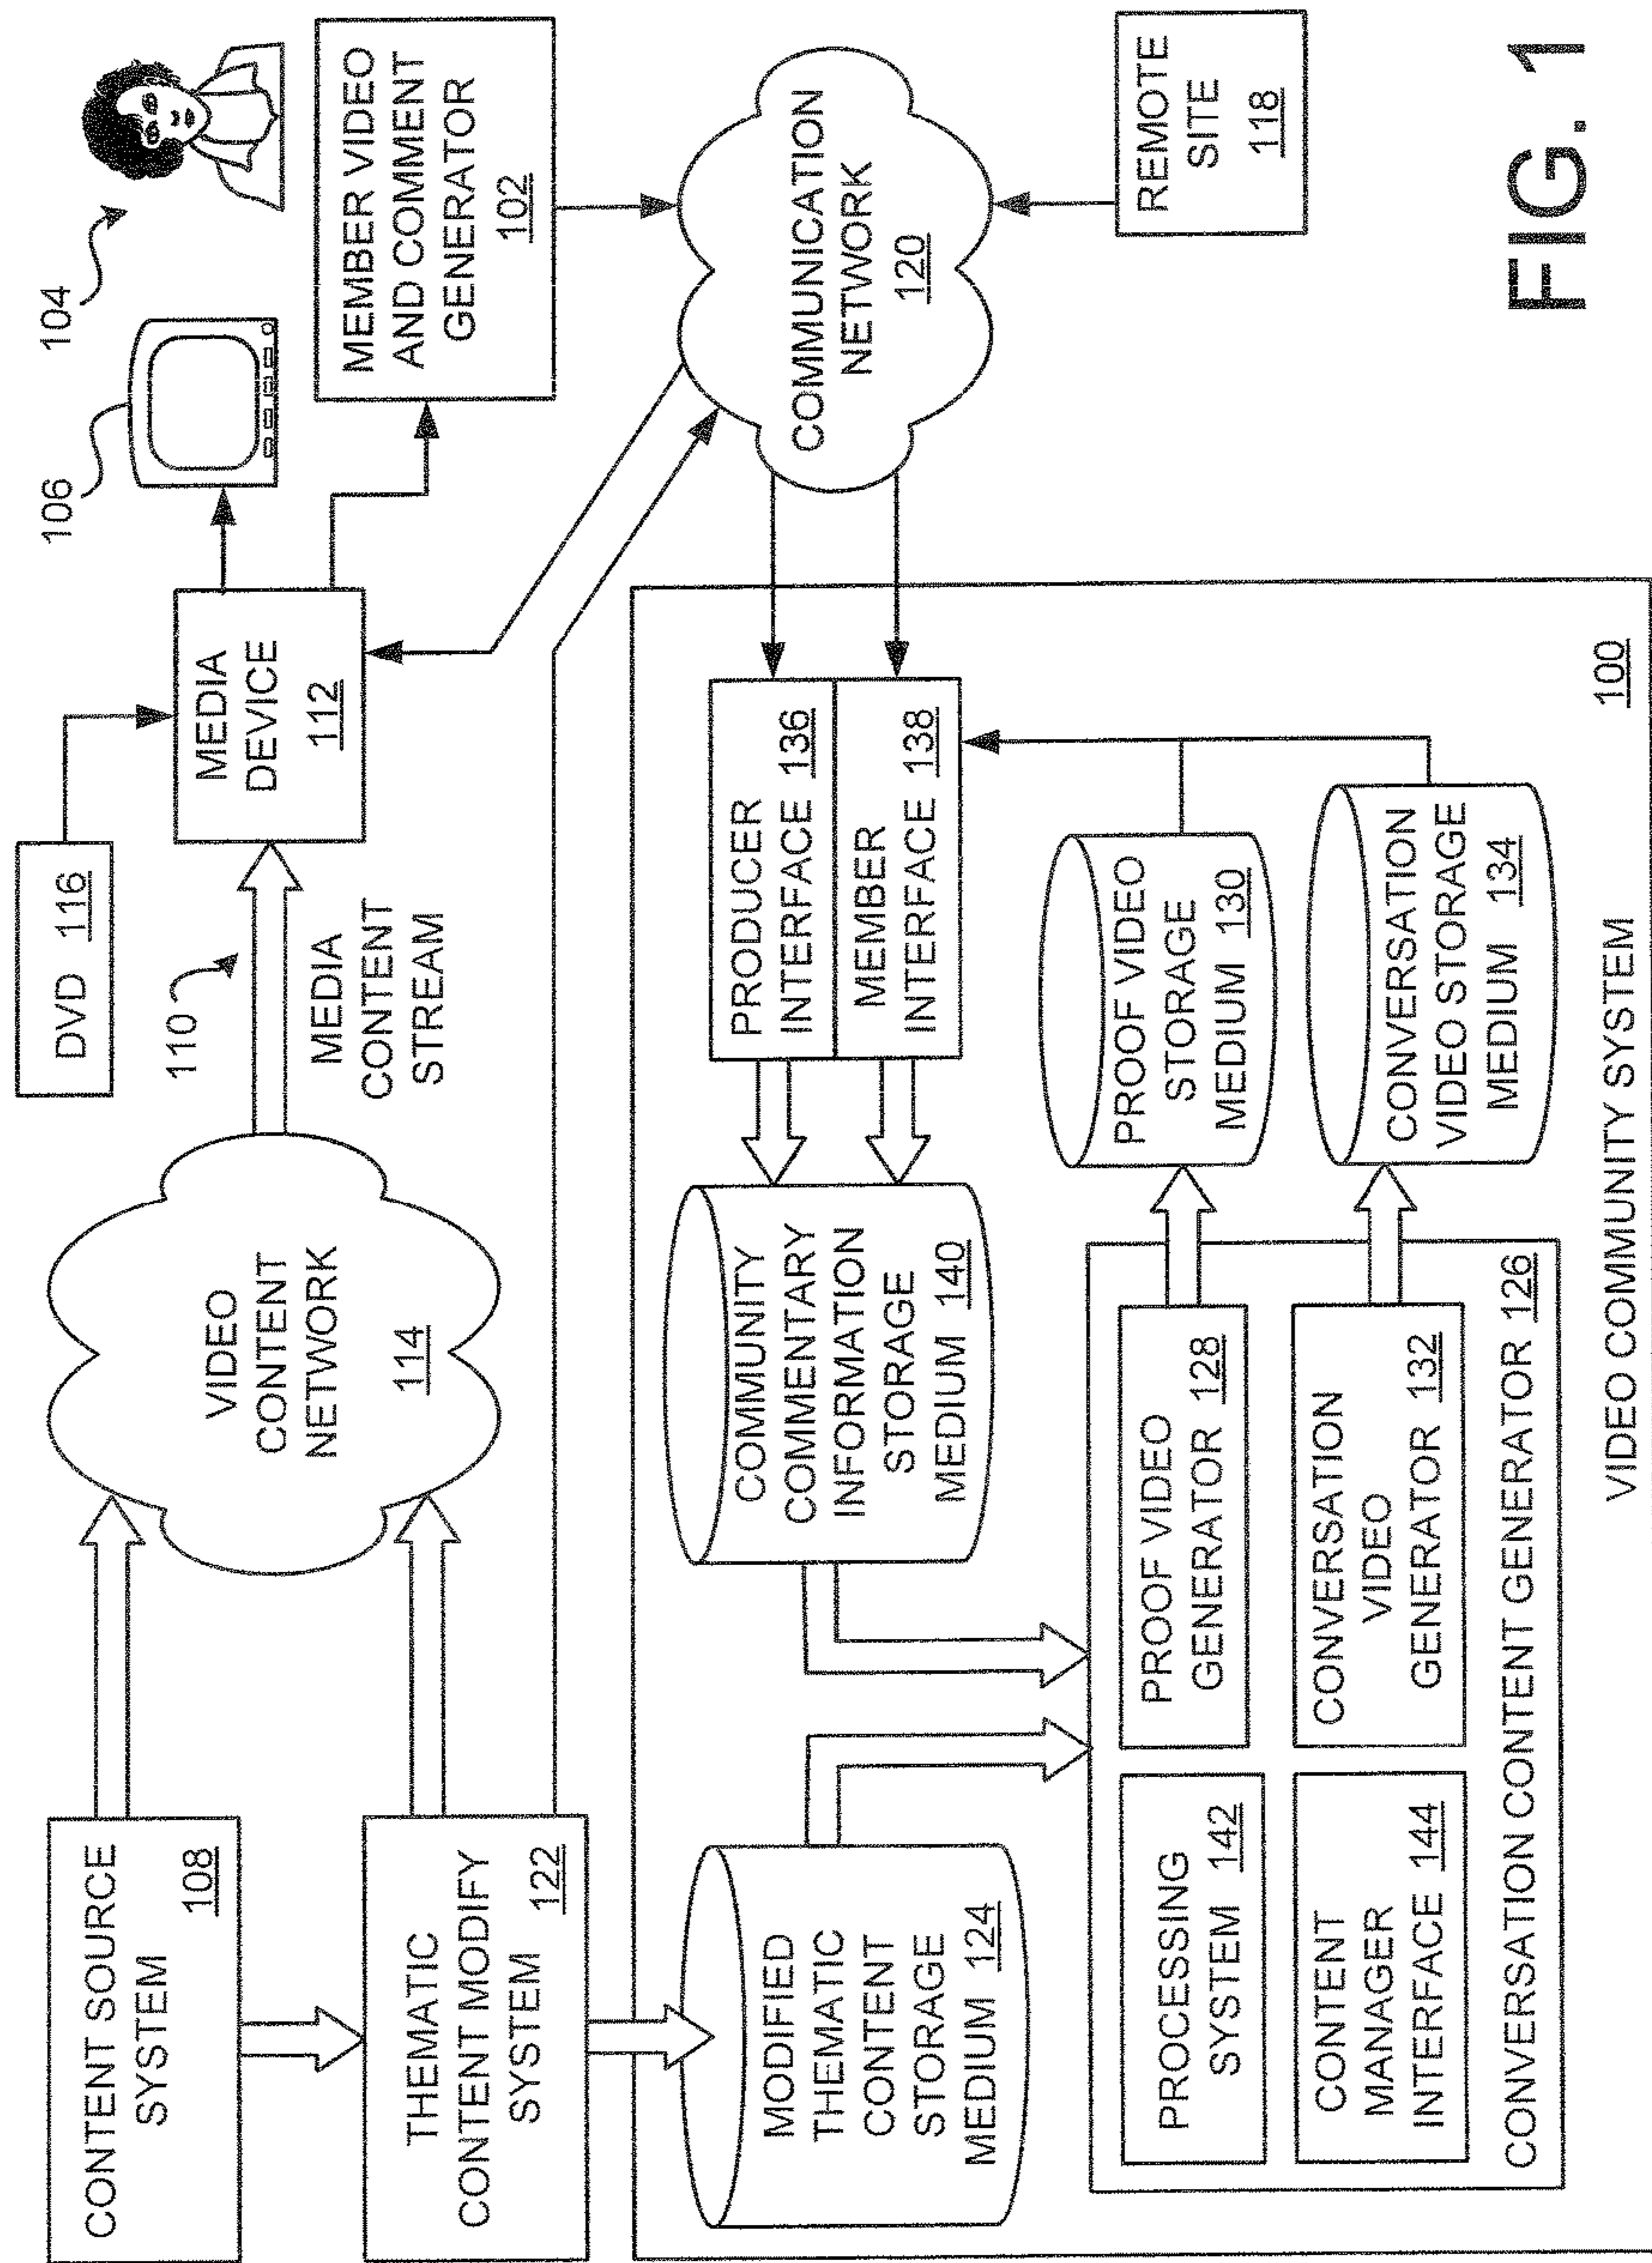 CONTENT SOURCE
SYSTEM
108
VIDEO
CONTENT
NETWORK
114
DVD 116
110
MEDIA
CONTENT
STREAM
MEDIA
DEVICE
112
106
104
THEMATIC
CONTENT MODIFY
SYSTEM
122
MEMBER VIDEO
AND COMMENT
GENERATOR
102
COMMUNICATION
NETWORK
120
REMOTE
SITE
118
MODIFIED
THEMATIC
CONTENT
STORAGE
MEDIUM 124
COMMUNITY
COMMENTARY
INFORMATION
STORAGE
MEDIUM 140
PRODUCER
INTERFACE 136
MEMBER
INTERFACE 138
PROCESSING
SYSTEM 142
PROOF VIDEO
GENERATOR 128
PROOF VIDEO
STORAGE
MEDIUM 130
CONTENT
MANAGER
INTERFACE 144
CONVERSATION
VIDEO
GENERATOR 132
CONVERSATION
VIDEO STORAGE
MEDIUM 134
CONVERSATION CONTENT GENERATOR 126
100
VIDEO COMMUNITY SYSTEM
FIG. 1